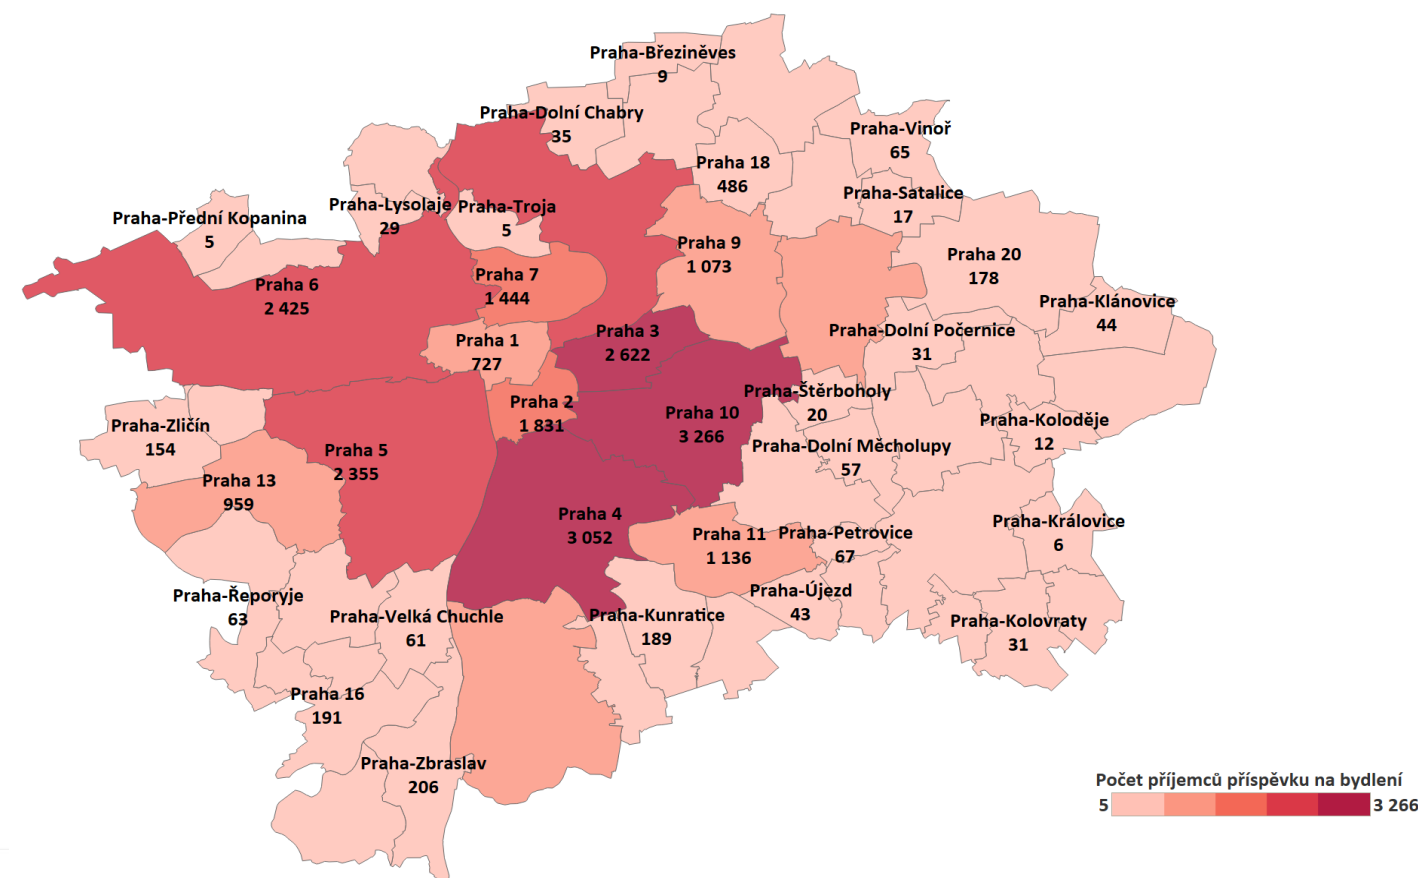 Praha-Březiněves
9
Praha-Dolní Chabry
35
Praha-Vinoř
65
Praha 18
486
Praha-Satalice
17
Praha-Lysolaje
29
Praha-Troja
5
Praha-Přední Kopanina
5
Praha 9
1 073
Praha 20
178
Praha 7
1 444
Praha 6
2 425
Praha-Klánovice
44
Praha 3
2 622
Praha-Dolní Počernice
31
Praha 1
727
Praha-Štěrboholy
20
Praha 2
1 831
Praha 10
3 266
Praha-Koloděje
12
Praha-Zličín
154
Praha-Dolní Měcholupy
57
Praha 5
2 355
Praha 13
959
Praha 4
3 052
Praha-Královice
6
Praha 11
1 136
Praha-Petrovice
67
Praha-Újezd
43
Praha-Řeporyje
63
Praha-Velká Chuchle
61
Praha-Kunratice
189
Praha-Kolovraty
31
Praha 16
191
Praha-Zbraslav
206
Počet příjemců příspěvku na bydlení
5 3 266